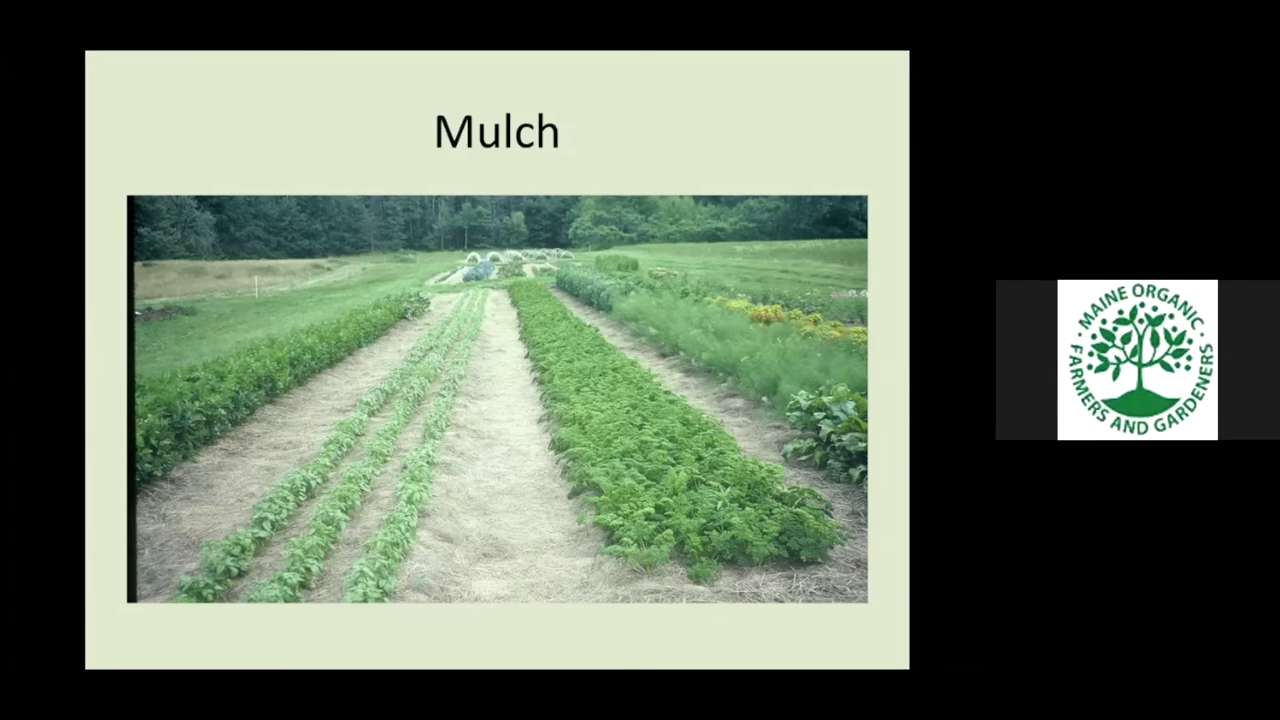 Mulch
· MAINE ORGANIC ·
FARMERS AND GARDENERS